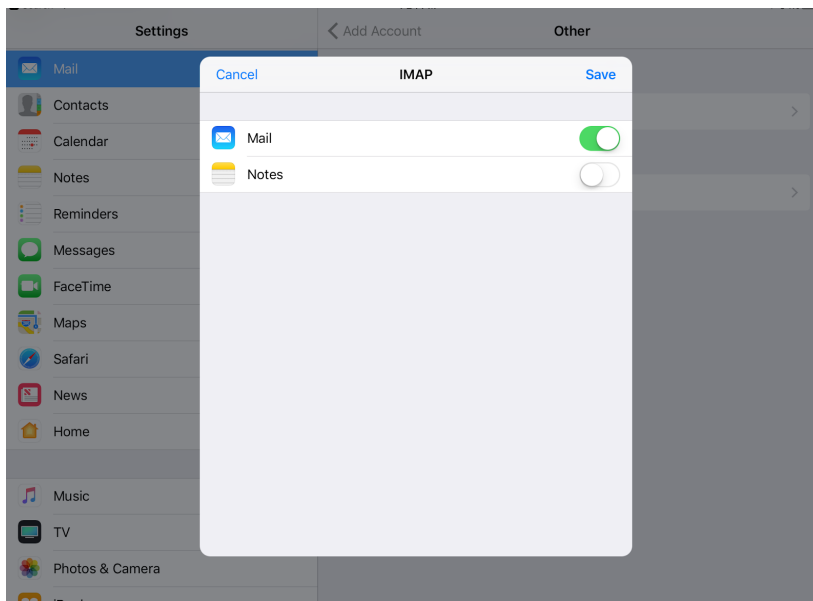 Settings
Add Account
Other
Mail
Contacts
Calendar
Notes
Reminders
Messages
FaceTime
Maps
Safari
News
Home
Music
TV
Photos & Camera
Cancel
IMAP
Save
Mail
Notes